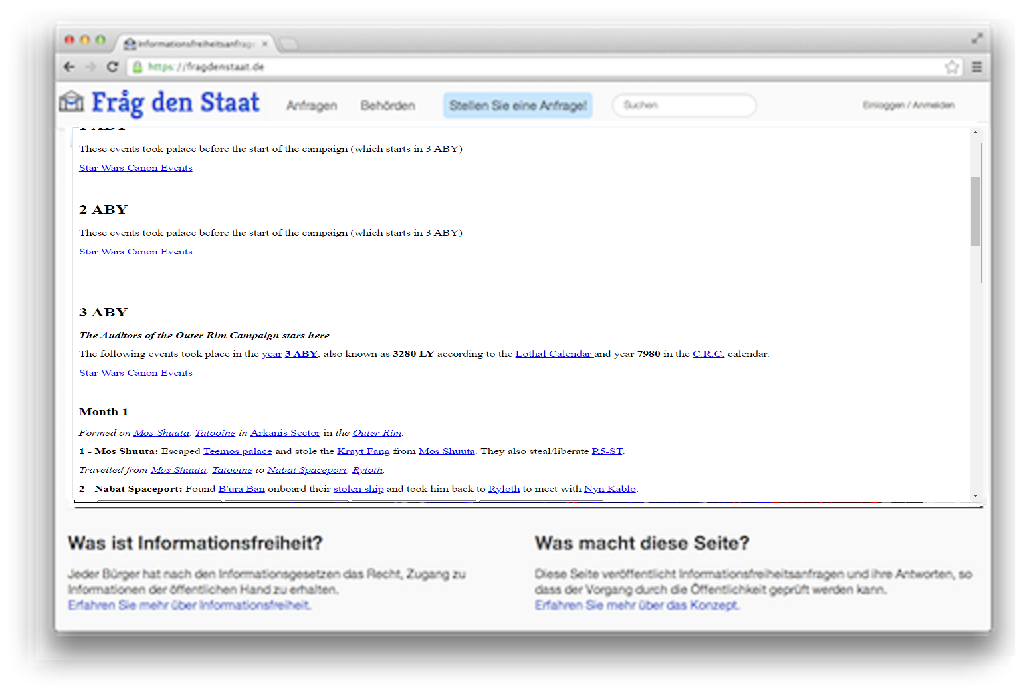 Informationsfreiheitsanfrag
https://fragdenstaat.de
Fråg den Staat
Anfragen
Behörden
Stellen Sie eine Anfrage!
Suchen
Einloggen / Anmelden
1 ABY
These events took palace before the start of the campaign (which starts in 3 ABY)
Star Wars Canon Events
2 ABY
These events took palace before the start of the campaign (which starts in 3 ABY)
Star Wars Canon Events
3 ABY
The Auditors of the Outer Rim Campaign stars here
The following events took place in the year 3 ABY, also known as 3280 LY according to the Lothal Calendar and year 7980 in the C.R.C. calendar.
Star Wars Canon Events
Month 1
Formed on Mos Shuuta, Tatooine in Arkanis Sector in the Outer Rim.
1 - Mos Shuuta: Escaped Teemos palace and stole the Krayt Fang from Mos Shuuta. They also steal/liberate R5-ST.
Travelled from Mos Shuuta, Tatooine to Nabat Spaceport, Ryloth.
2 - Nabat Spaceport: Found B'ura Ban onboard their stolen ship and took him back to Ryloth to meet with Nyn Kablo.
Was ist Informationsfreiheit?
Jeder Bürger hat nach den Informationsgesetzen das Recht, Zugang zu
Informationen der öffentlichen Hand zu erhalten.
Erfahren Sie mehr über Informationsfreiheit.
Was macht diese Seite?
Diese Seite veröffentlicht Informationsfreiheitsanfragen und ihre Antworten, so
dass der Vorgang durch die Öffentlichkeit geprüft werden kann.
Erfahren Sie mehr über das Konzept.